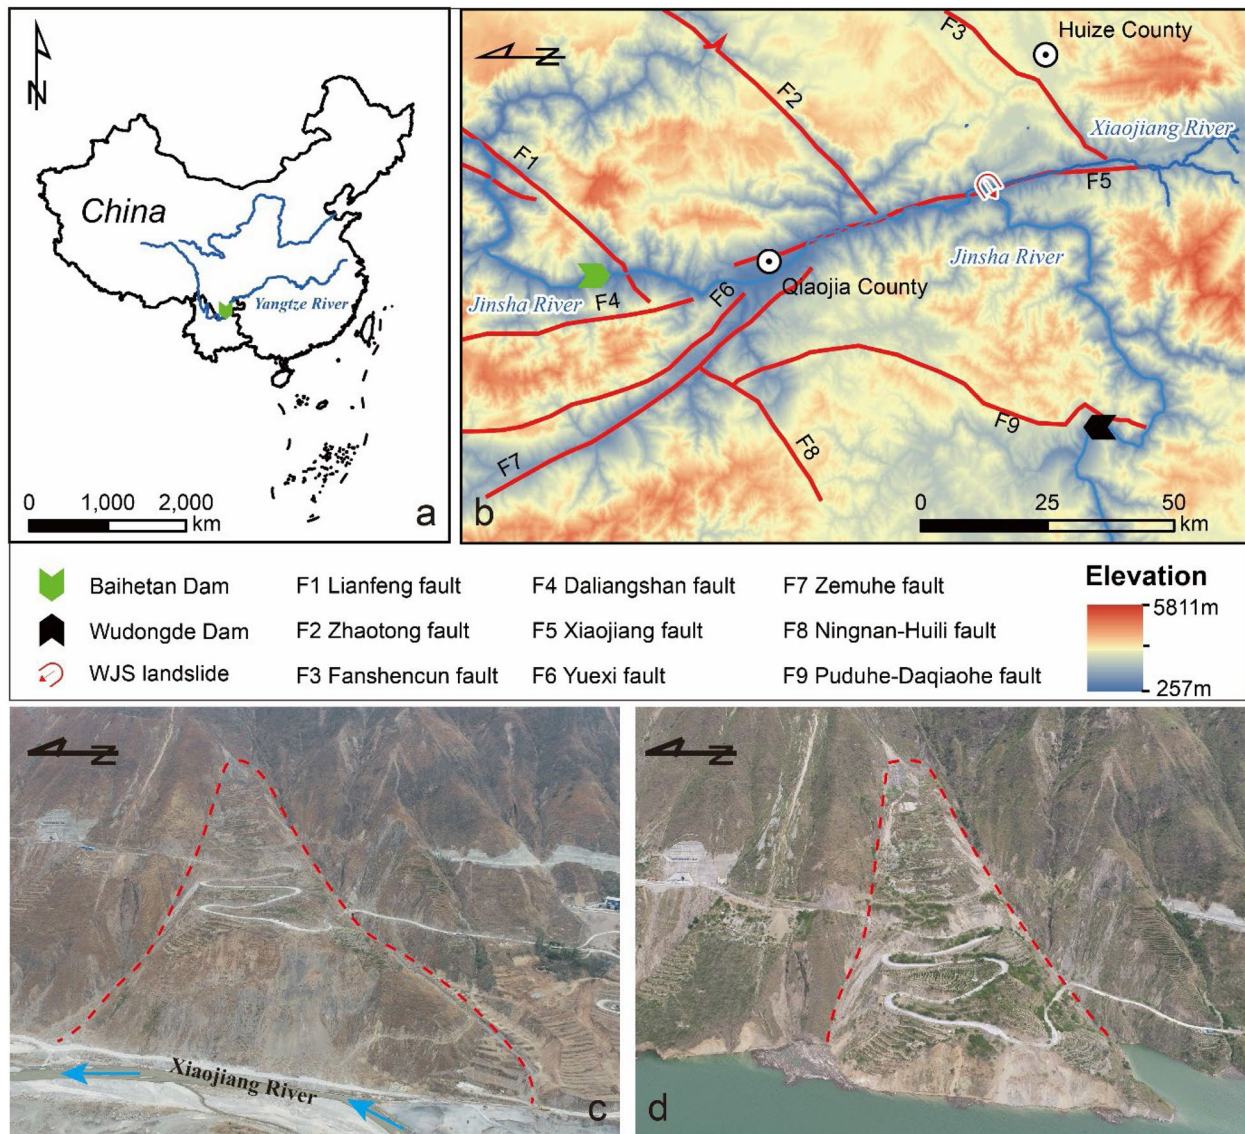 N
China
Yangtze River
0 1,000 2,000
km
a
N
F3
Huize County
F2
Xiaojiang River
F1
F5
Jinsha River
Qiaojia County
F6
F4
Jinsha River
F9
F8
F7
b
0 25 50
km
Baihetan Dam
F1 Lianfeng fault
F4 Daliangshan fault
F7 Zemuhe fault
Wudongde Dam
F2 Zhaotong fault
F5 Xiaojiang fault
F8 Ningnan-Huili fault
WJS landslide
F3 Fanshencun fault
F6 Yuexi fault
F9 Puduhe-Daqiaohe fault
Elevation
5811m
257m
N
Xiaojiang River
c
N
d